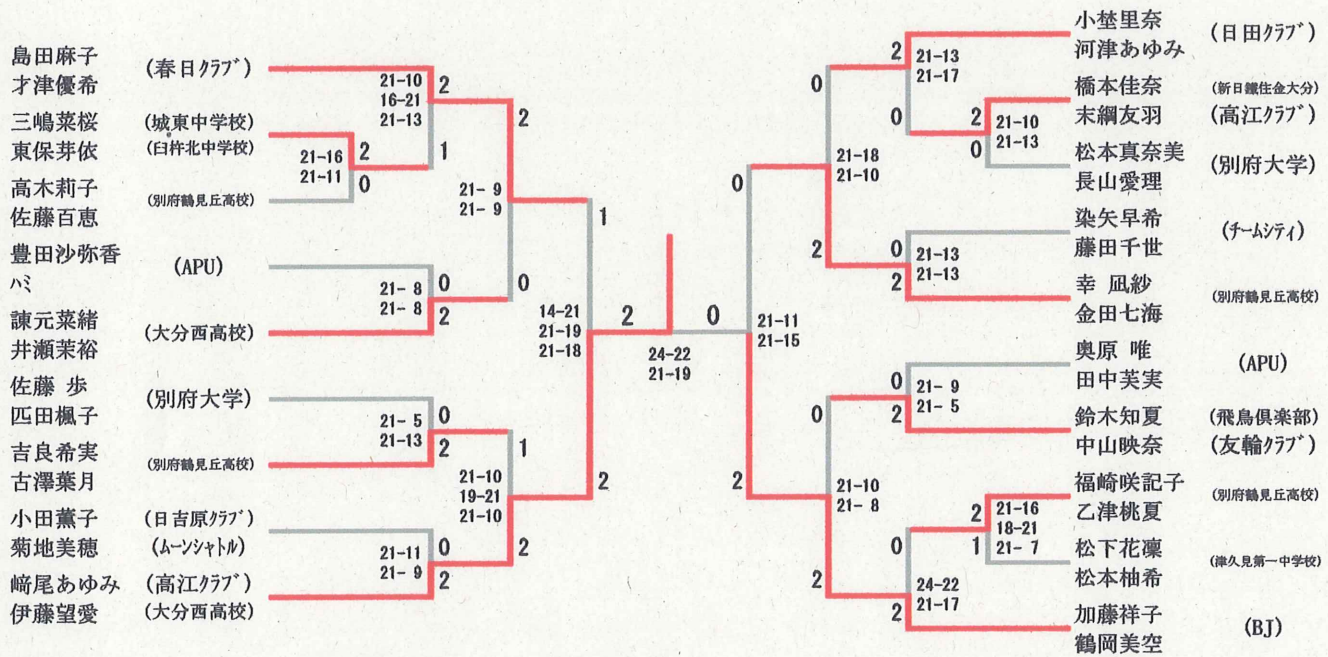 島田麻子
才津優希
(春日クラブ)
三嶋菜桜
(城東中学校)
東保芽依
(臼杵北中学校)
高木莉子
佐藤百恵
(別府鶴見丘高校)
豊田沙弥香
ハミ
(APU)
諌元菜緒
井瀬茉裕
(大分西高校)
佐藤 歩
匹田楓子
(別府大学)
吉良希実
古澤葉月
(別府鶴見丘高校)
小田薫子
(日吉原クラブ)
菊地美穂
(ムーンシャトル)
﨑尾あゆみ
(高江クラブ)
伊藤望愛
(大分西高校)
21-10
16-21
21-13
2
1
21-16
21-11
2
0
21- 9
21- 9
2
0
21- 8
21- 8
0
2
14-21
21-19
21-18
1
2
21- 5
21-13
0
2
21-10
19-21
21-10
1
2
21-11
21- 9
0
2
2
0
24-22
21-19
21-11
21-15
0
2
21-18
21-10
0
2
2
0
21-13
21-17
2
0
21-10
21-13
0
2
21-13
21-13
0
2
21- 9
21- 5
0
2
21-10
21- 8
2
1
21-16
18-21
21- 7
0
2
24-22
21-17
小埜里奈
河津あゆみ
(日田クラブ)
橋本佳奈
(新日鐵住金大分)
末綱友羽
(高江クラブ)
松本真奈美
長山愛理
(別府大学)
染矢早希
藤田千世
(チームシティ)
幸 凪紗
金田七海
(別府鶴見丘高校)
奥原 唯
田中芙実
(APU)
鈴木知夏
(飛鳥倶楽部)
中山映奈
(友輪クラブ)
福崎咲記子
乙津桃夏
(別府鶴見丘高校)
松下花凜
松本柚希
(津久見第一中学校)
加藤祥子
鶴岡美空
(BJ)